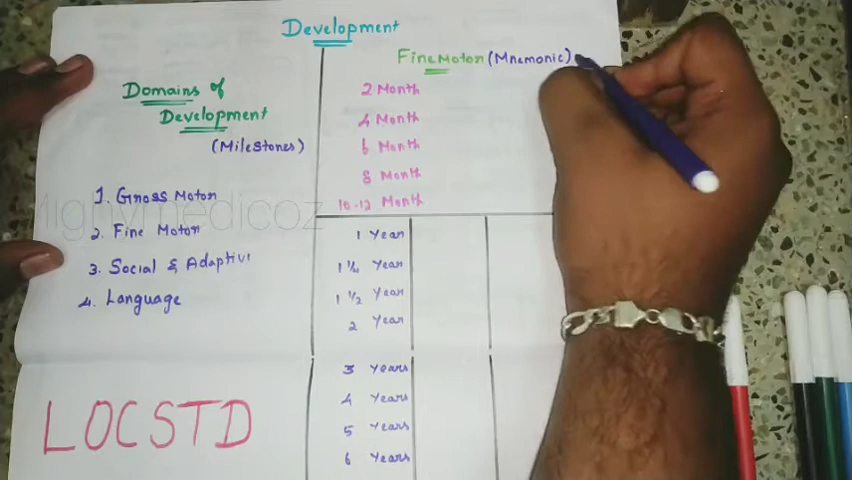 Development
Fine Motor (Mnemonic)
Domains of
Development
(Milestones)
1. Gross Motor
2. Fine Motor
3. Social & Adaptive
4. Language
LOCSTD
2 Month
4 Month
6 Month
8 Month
10-12 Month
1 Year
1 1/4 Year
1 1/2 Year
2 Year
3 Years
4 Years
5 Years
6 Years